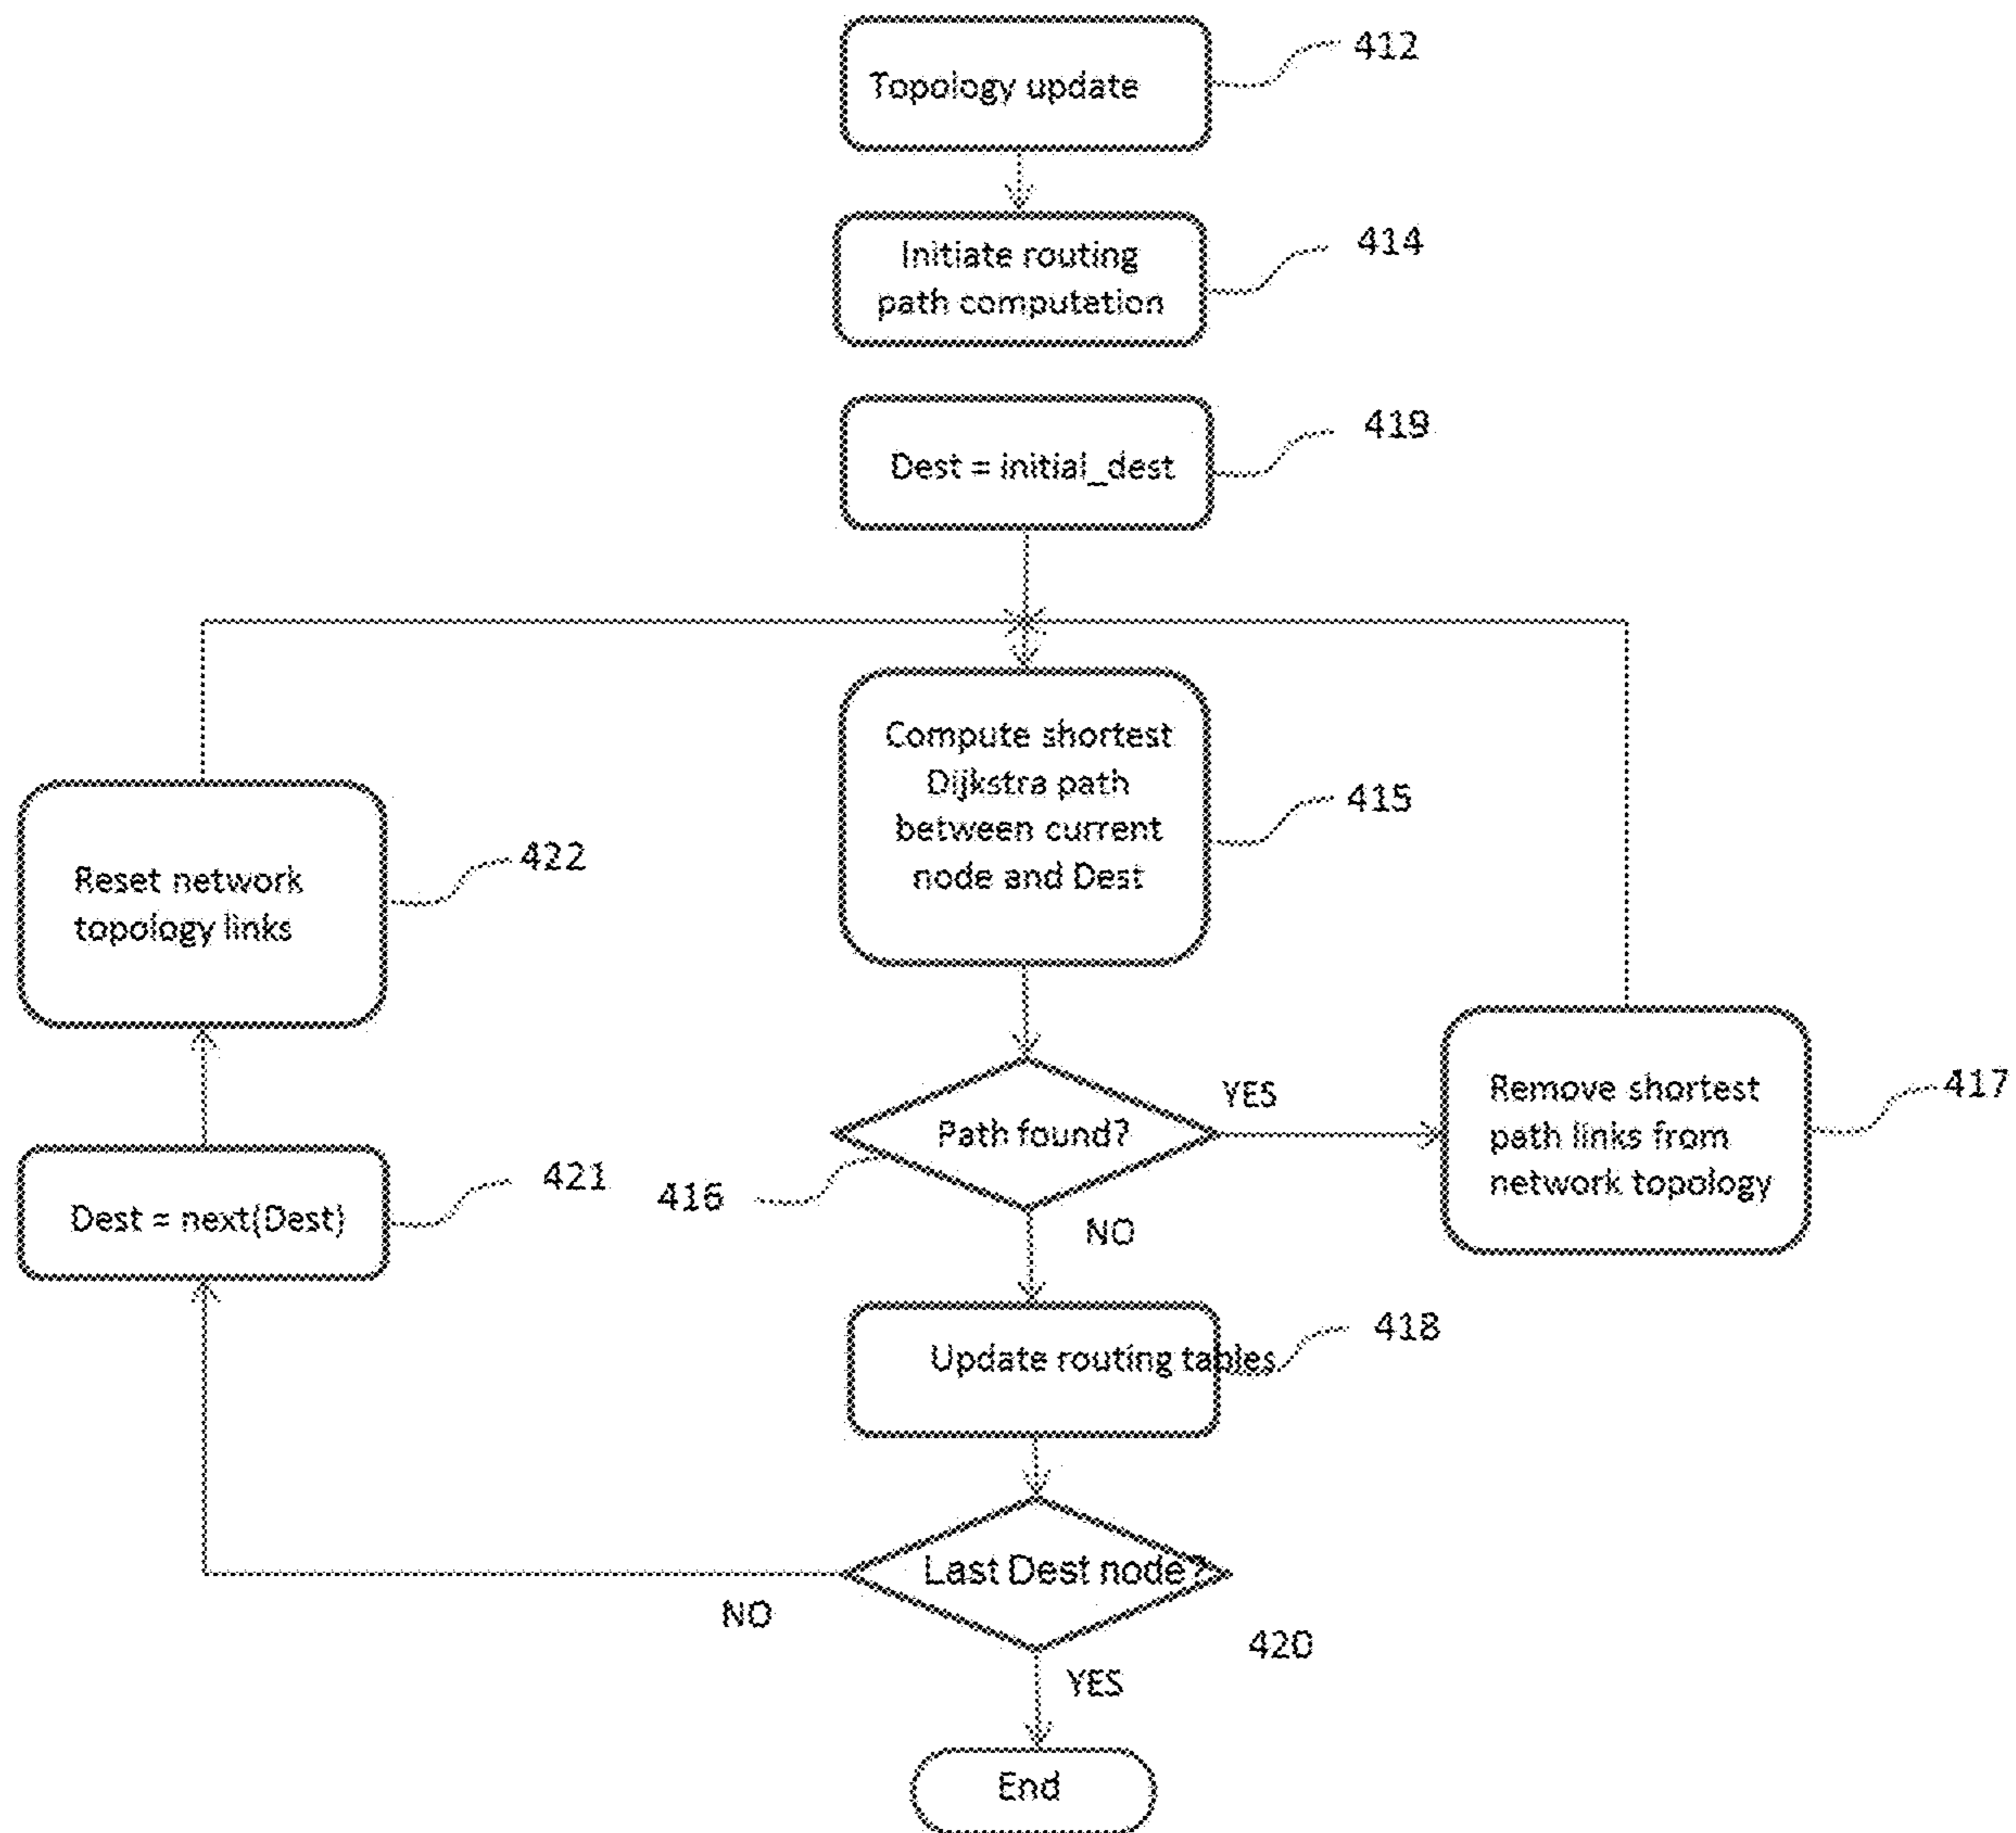 Topology update
412
Initiate routing
path computetion
414
Dest = initial_dest
419
Compute shortest
Dijkstra path
between current
node and Dest
415
Reset network
topology links
422
Path found?
416
YES
NO
Remove shortest
path links from
network topology
417
Dest = next(Dest)
421
Update routing tables
418
Last Dest node?
420
NO
YES
End